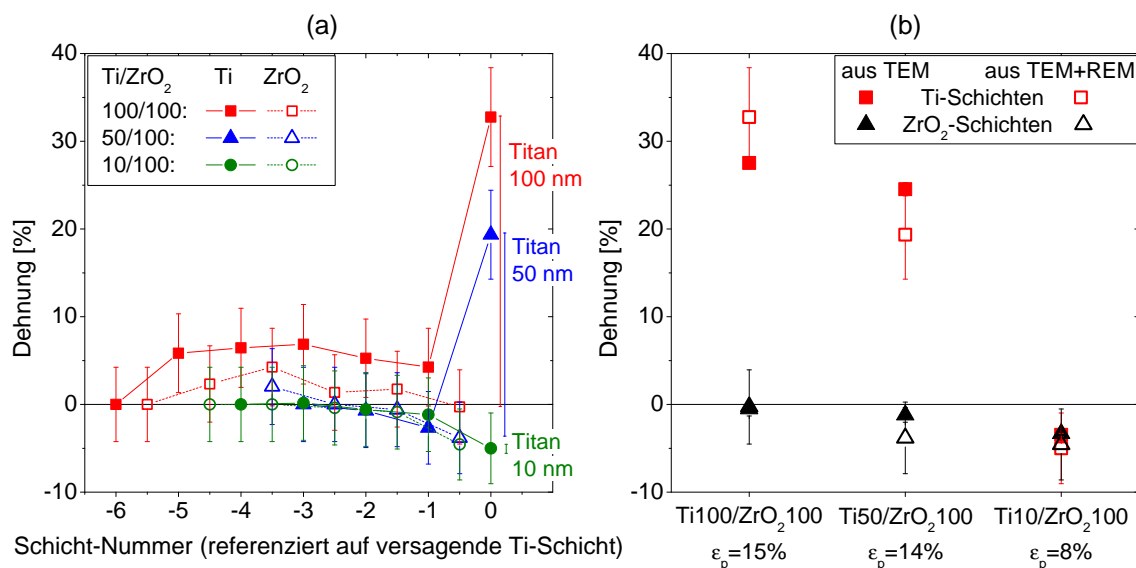 (a)
40
30
20
10
0
-10
Dehnung [%]
Ti/ZrO₂ Ti ZrO₂
100/100:
50/100:
10/100:
Titan
100 nm
Titan
50 nm
Titan
10 nm
-6 -5 -4 -3 -2 -1 0
Schicht-Nummer (referenziert auf versagende Ti-Schicht)
(b)
40
30
20
10
0
-10
Dehnung [%]
aus TEM aus TEM+REM
Ti-Schichten
ZrO₂-Schichten
Ti100/ZrO₂100 Ti50/ZrO₂100 Ti10/ZrO₂100
εₚ=15% εₚ=14% εₚ=8%